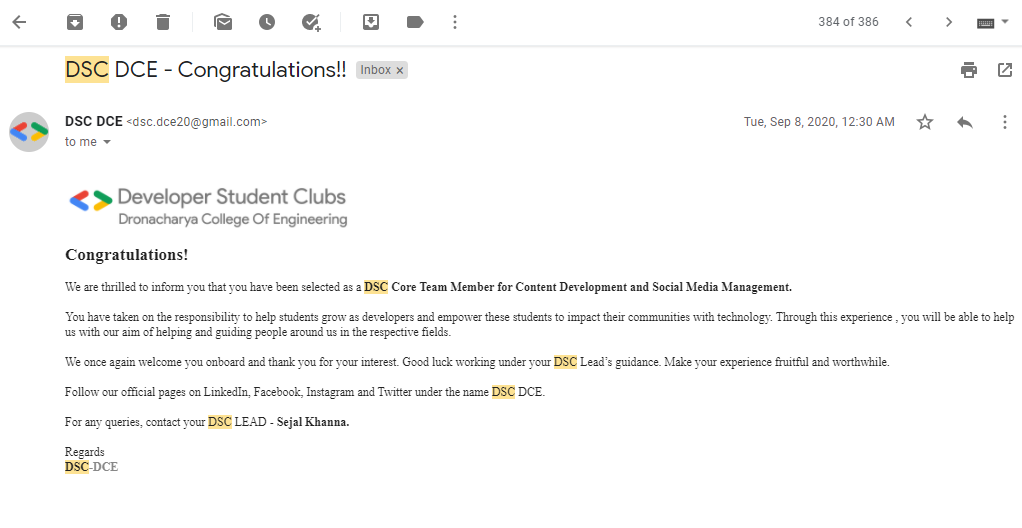 384 of 386
DSC DCE - Congratulations!! Inbox x
DSC DCE <dsc.dce20@gmail.com> Tue, Sep 8, 2020, 12:30 AM
to me
Developer Student Clubs
Dronacharya College Of Engineering
Congratulations!
We are thrilled to inform you that you have been selected as a DSC Core Team Member for Content Development and Social Media Management.
You have taken on the responsibility to help students grow as developers and empower these students to impact their communities with technology. Through this experience , you will be able to help
us with our aim of helping and guiding people around us in the respective fields.
We once again welcome you onboard and thank you for your interest. Good luck working under your DSC Lead’s guidance. Make your experience fruitful and worthwhile.
Follow our official pages on LinkedIn, Facebook, Instagram and Twitter under the name DSC DCE.
For any queries, contact your DSC LEAD - Sejal Khanna.
Regards
DSC-DCE